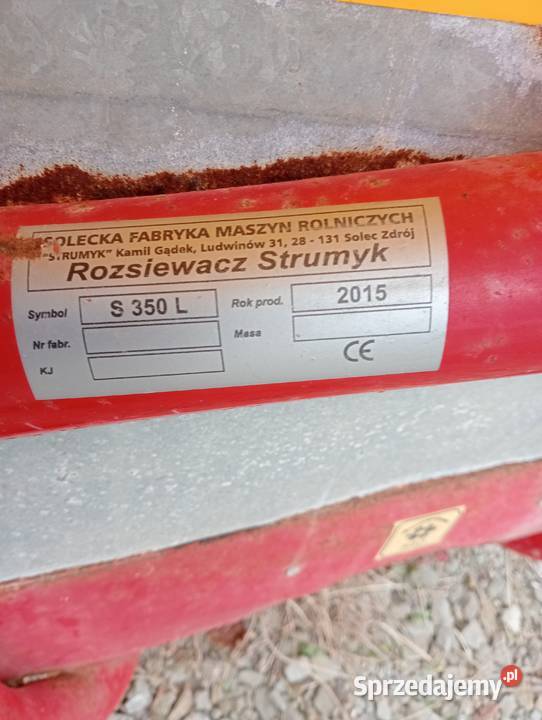 SOLECKA FABRYKA MASZYN ROLNICZYCH
"STRUMYK" Kamil Gądek, Ludwinów 31, 28 - 131 Solec Zdrój
Rozsiewacz Strumyk
Symbol S 350 L Rok prod. 2015
Nr fabr. Masa
KJ CE
Sprzedajemy.pl